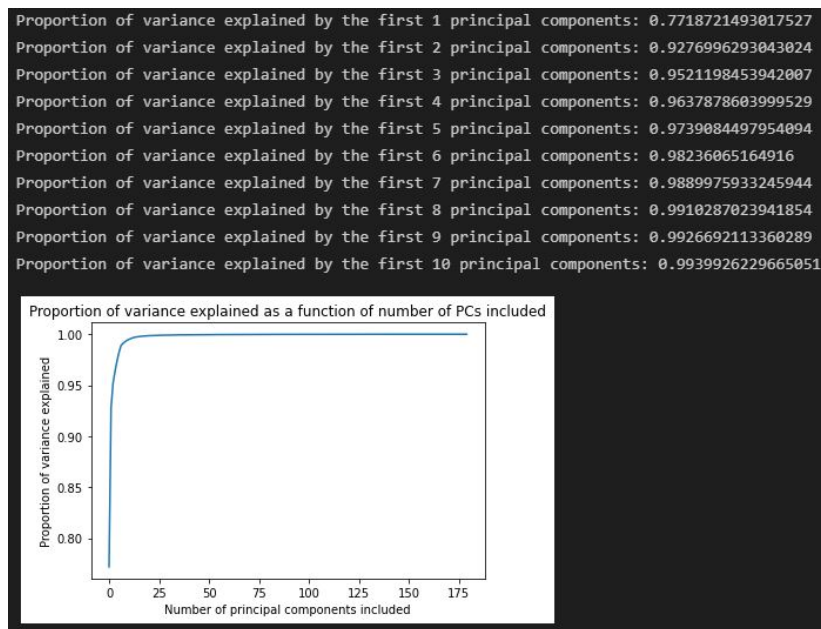 Proportion of variance explained by the first 1 principal components: 0.7718721493017527
Proportion of variance explained by the first 2 principal components: 0.9276996293043024
Proportion of variance explained by the first 3 principal components: 0.9521198453942007
Proportion of variance explained by the first 4 principal components: 0.9637878603999529
Proportion of variance explained by the first 5 principal components: 0.9739084497954094
Proportion of variance explained by the first 6 principal components: 0.98236065164916
Proportion of variance explained by the first 7 principal components: 0.9889975933245944
Proportion of variance explained by the first 8 principal components: 0.9910287023941854
Proportion of variance explained by the first 9 principal components: 0.9926692113360289
Proportion of variance explained by the first 10 principal components: 0.9939926229665051
Proportion of variance explained as a function of number of PCs included
Proportion of variance explained
1.00
0.95
0.90
0.85
0.80
0 25 50 75 100 125 150 175
Number of principal components included